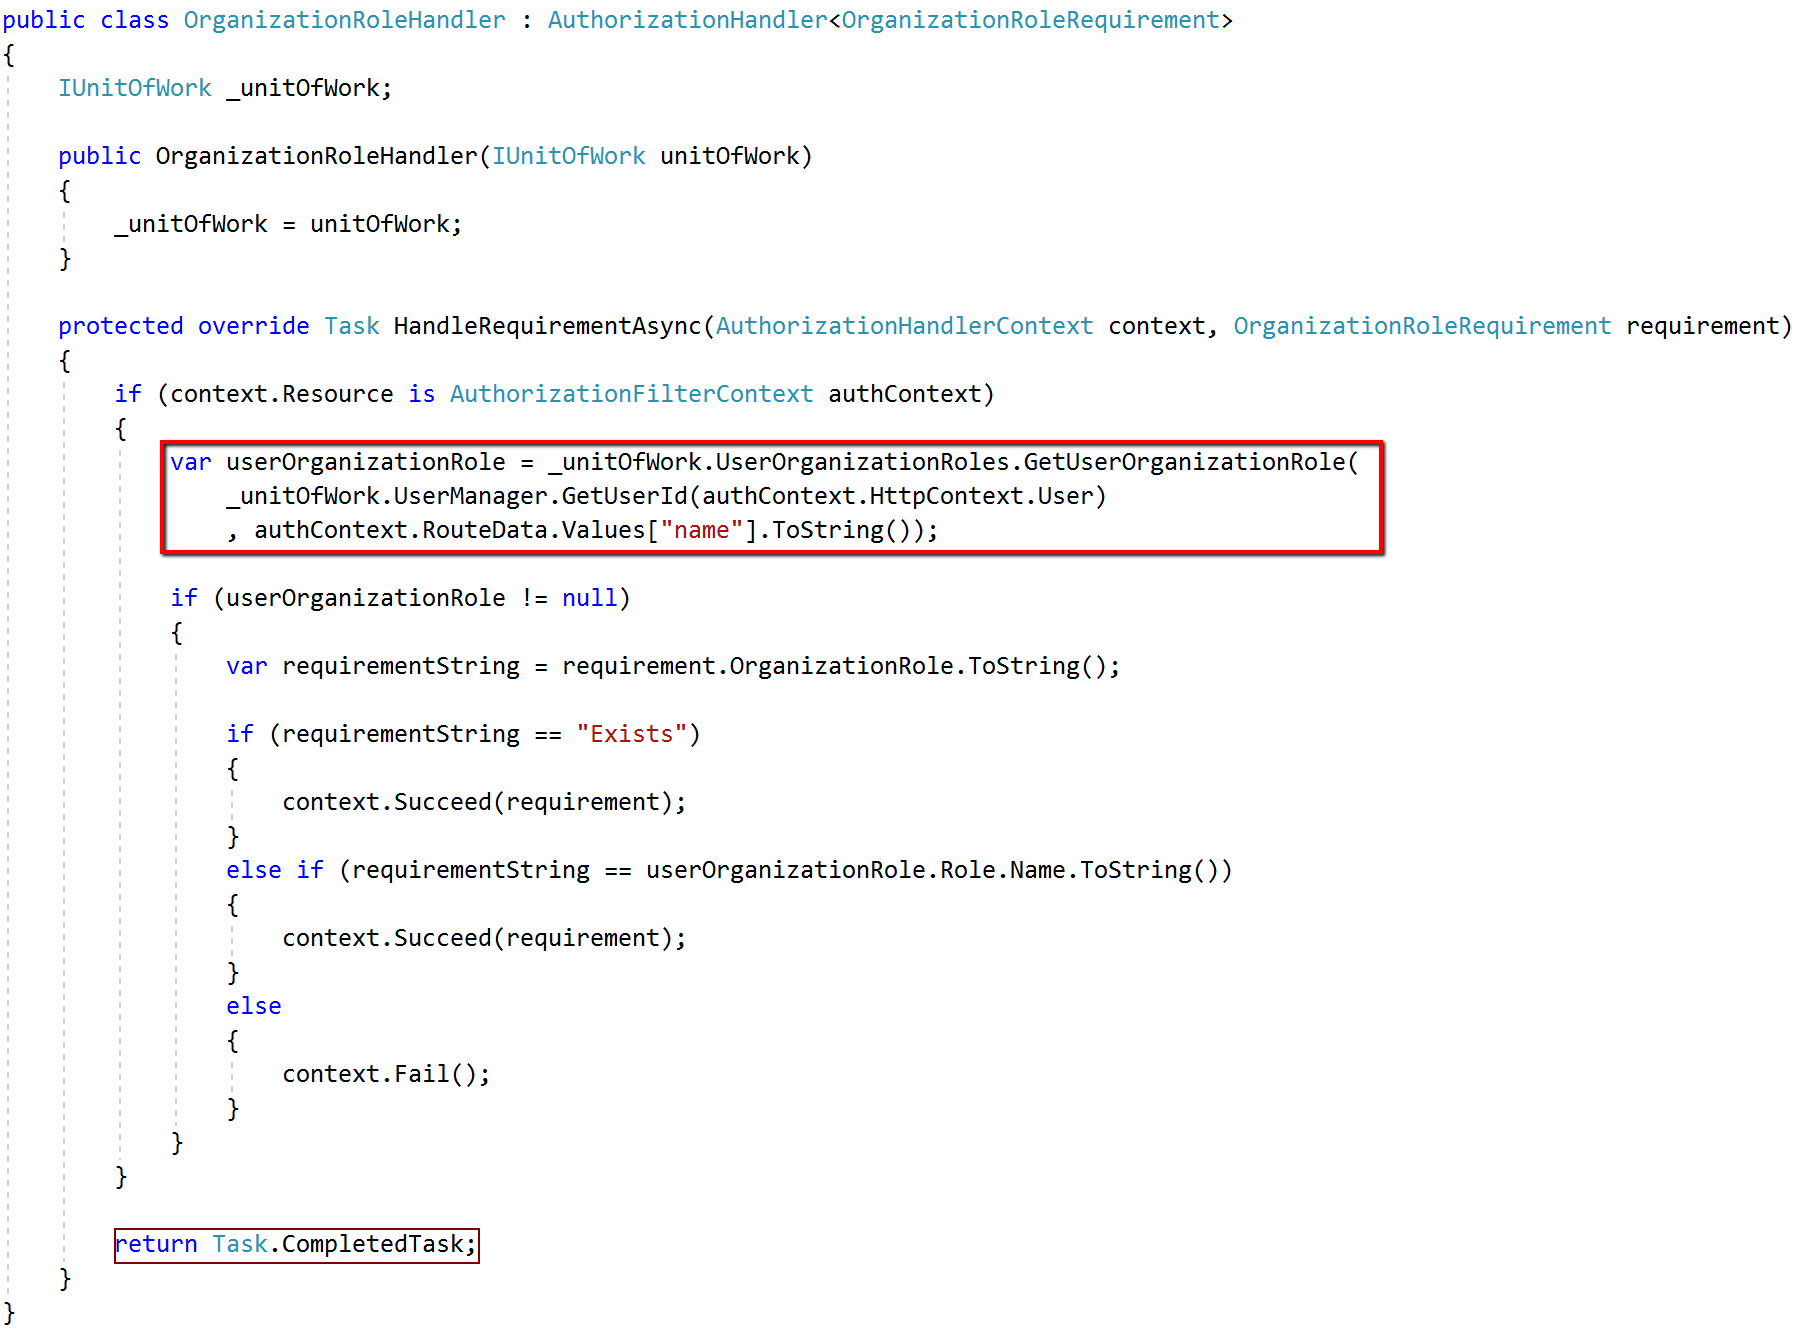 public class OrganizationRoleHandler : AuthorizationHandler<OrganizationRoleRequirement>
{
    IUnitOfWork _unitOfWork;

    public OrganizationRoleHandler(IUnitOfWork unitOfWork)
    {
        _unitOfWork = unitOfWork;
    }

    protected override Task HandleRequirementAsync(AuthorizationHandlerContext context, OrganizationRoleRequirement requirement)
    {
        if (context.Resource is AuthorizationFilterContext authContext)
        {
            var userOrganizationRole = _unitOfWork.UserOrganizationRoles.GetUserOrganizationRole(
                _unitOfWork.UserManager.GetUserId(authContext.HttpContext.User)
                , authContext.RouteData.Values["name"].ToString());

            if (userOrganizationRole != null)
            {
                var requirementString = requirement.OrganizationRole.ToString();

                if (requirementString == "Exists")
                {
                    context.Succeed(requirement);
                }
                else if (requirementString == userOrganizationRole.Role.Name.ToString())
                {
                    context.Succeed(requirement);
                }
                else
                {
                    context.Fail();
                }
            }
        }

        return Task.CompletedTask;
    }
}